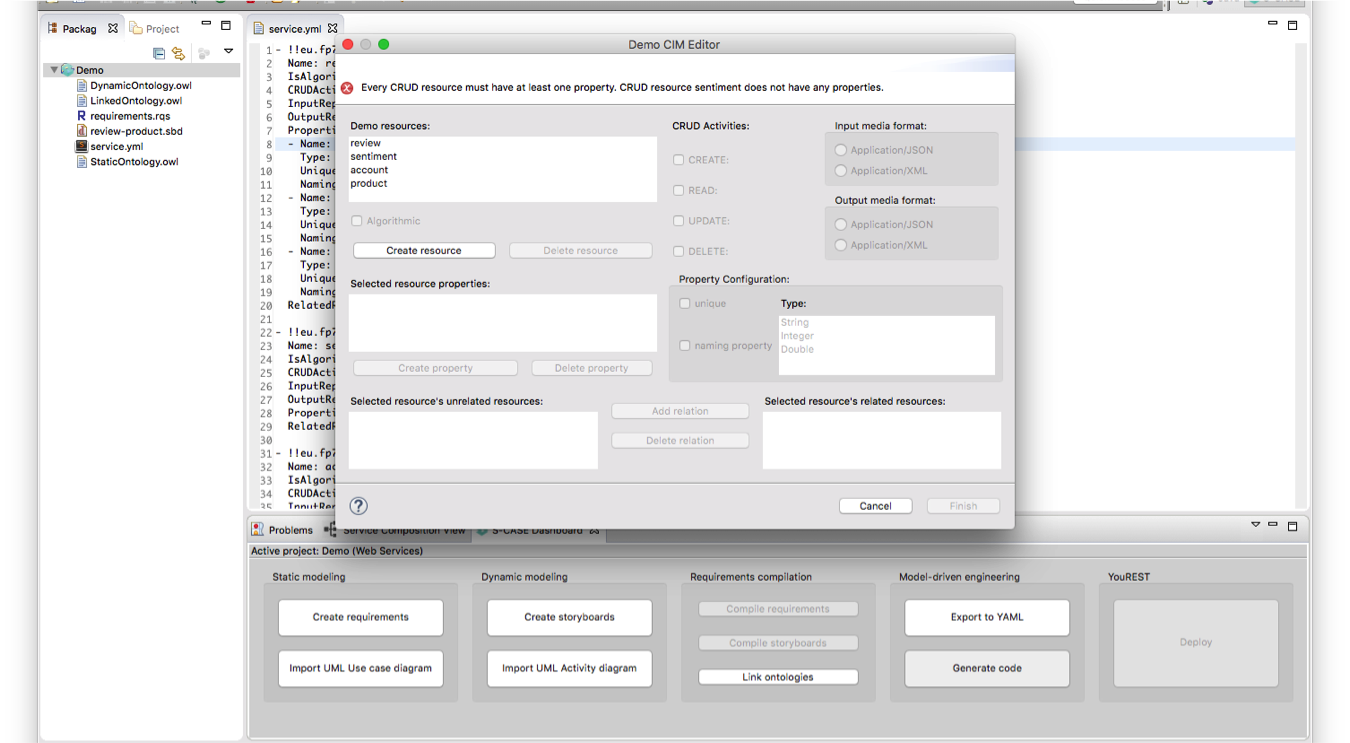 Packag
Project
Demo
DynamicOntology.owl
LinkedOntology.owl
requirements.rqs
review-product.sbd
service.yml
StaticOntology.owl
service.yml
1 - !!eu.fp7
2 Name: re
3 IsAlgori
4 CRUDActi
5 InputRep
6 OutputRe
7 Properti
8 - Name:
9 Type:
10 Unique
11 Naming
12 - Name:
13 Type:
14 Unique
15 Naming
16 - Name:
17 Type:
18 Unique
19 Naming
20 RelatedR
21
22 - !!eu.fp7
23 Name: se
24 IsAlgori
25 CRUDActi
26 InputRep
27 OutputRe
28 Properti
29 RelatedR
30
31 - !!eu.fp7
32 Name: ac
33 IsAlgori
34 CRUDActi
35 InputRep
Demo CIM Editor
Every CRUD resource must have at least one property. CRUD resource sentiment does not have any properties.
Demo resources:
review
sentiment
account
product
Algorithmic
Create resource
Delete resource
CRUD Activities:
CREATE:
READ:
UPDATE:
DELETE:
Input media format:
Application/JSON
Application/XML
Output media format:
Application/JSON
Application/XML
Selected resource properties:
Create property
Delete property
Property Configuration:
unique
naming property
Type:
String
Integer
Double
Selected resource's unrelated resources:
Add relation
Delete relation
Selected resource's related resources:
?
Cancel
Finish
Problems
Service Composition View
S-CASE Dashboard
Active project: Demo (Web Services)
Static modeling
Create requirements
Import UML Use case diagram
Dynamic modeling
Create storyboards
Import UML Activity diagram
Requirements compilation
Compile requirements
Compile storyboards
Link ontologies
Model-driven engineering
Export to YAML
Generate code
YouREST
Deploy